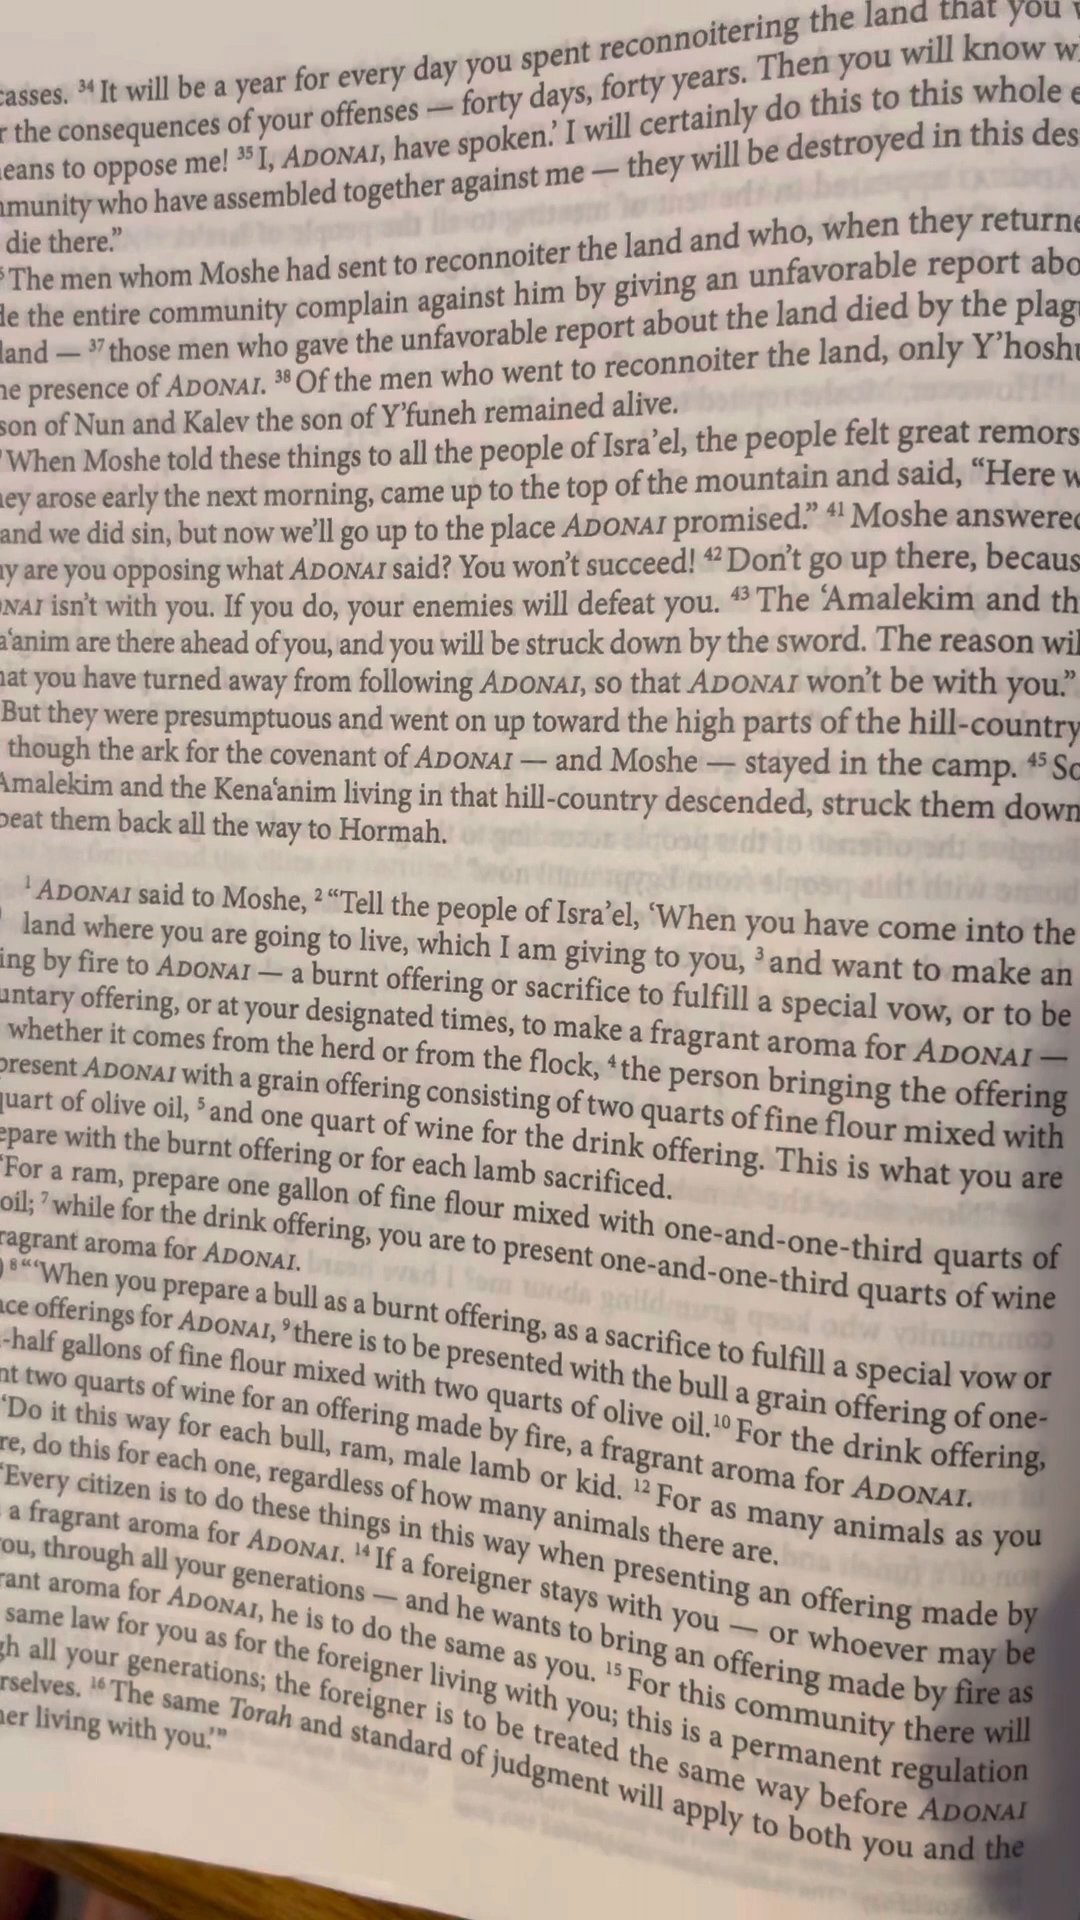 casses. ³⁴ It will be a year for every day you spent reconnoitering the land that you
the consequences of your offenses — forty days, forty years. Then you will know
eans to oppose me! ³⁵ I, ADONAI, have spoken.’ I will certainly do this to this whole
mmunity who have assembled together against me — they will be destroyed in this des
die there.”
The men whom Moshe had sent to reconnoiter the land and who, when they returne
de the entire community complain against him by giving an unfavorable report abo
land — ³⁷ those men who gave the unfavorable report about the land died by the plag
he presence of ADONAI. ³⁸ Of the men who went to reconnoiter the land, only Y’hosh
son of Nun and Kalev the son of Y’funeh remained alive.
When Moshe told these things to all the people of Isra’el, the people felt great remors
hey arose early the next morning, came up to the top of the mountain and said, “Here w
and we did sin, but now we’ll go up to the place ADONAI promised.” ⁴¹ Moshe answered
hy are you opposing what ADONAI said? You won’t succeed! ⁴² Don’t go up there, becaus
NAI isn’t with you. If you do, your enemies will defeat you. ⁴³ The ‘Amalekim and th
a‘anim are there ahead of you, and you will be struck down by the sword. The reason wil
hat you have turned away from following ADONAI, so that ADONAI won’t be with you.”
But they were presumptuous and went on up toward the high parts of the hill-country
though the ark for the covenant of ADONAI — and Moshe — stayed in the camp. ⁴⁵ So
Amalekim and the Kena‘anim living in that hill-country descended, struck them down
beat them back all the way to Hormah.
¹ ADONAI said to Moshe, ² “Tell the people of Isra’el, ‘When you have come into the
land where you are going to live, which I am giving to you, ³ and want to make an
ing by fire to ADONAI — a burnt offering or sacrifice to fulfill a special vow, or to be
untary offering, or at your designated times, to make a fragrant aroma for ADONAI —
whether it comes from the herd or from the flock, ⁴ the person bringing the offering
present ADONAI with a grain offering consisting of two quarts of fine flour mixed with
quart of olive oil, ⁵ and one quart of wine for the drink offering. This is what you are
epare with the burnt offering or for each lamb sacrificed.
‘For a ram, prepare one gallon of fine flour mixed with one-and-one-third quarts of
oil; ⁷ while for the drink offering, you are to present one-and-one-third quarts of wine
ragrant aroma for ADONAI.
) ⁸ “‘When you prepare a bull as a burnt offering, as a sacrifice to fulfill a special vow or
ace offerings for ADONAI, ⁹ there is to be presented with the bull a grain offering of one-
-half gallons of fine flour mixed with two quarts of olive oil. ¹⁰ For the drink offering,
nt two quarts of wine for an offering made by fire, a fragrant aroma for ADONAI.
‘Do it this way for each bull, ram, male lamb or kid. ¹² For as many animals as you
re, do this for each one, regardless of how many animals there are.
‘Every citizen is to do these things in this way when presenting an offering made by
a fragrant aroma for ADONAI. ¹⁴ If a foreigner stays with you — or whoever may be
ou, through all your generations — and he wants to bring an offering made by fire as
rant aroma for ADONAI, he is to do the same as you. ¹⁵ For this community there will
same law for you as for the foreigner living with you; this is a permanent regulation
gh all your generations; the foreigner is to be treated the same way before ADONAI
rselves. ¹⁶ The same Torah and standard of judgment will apply to both you and the
ner living with you.’”